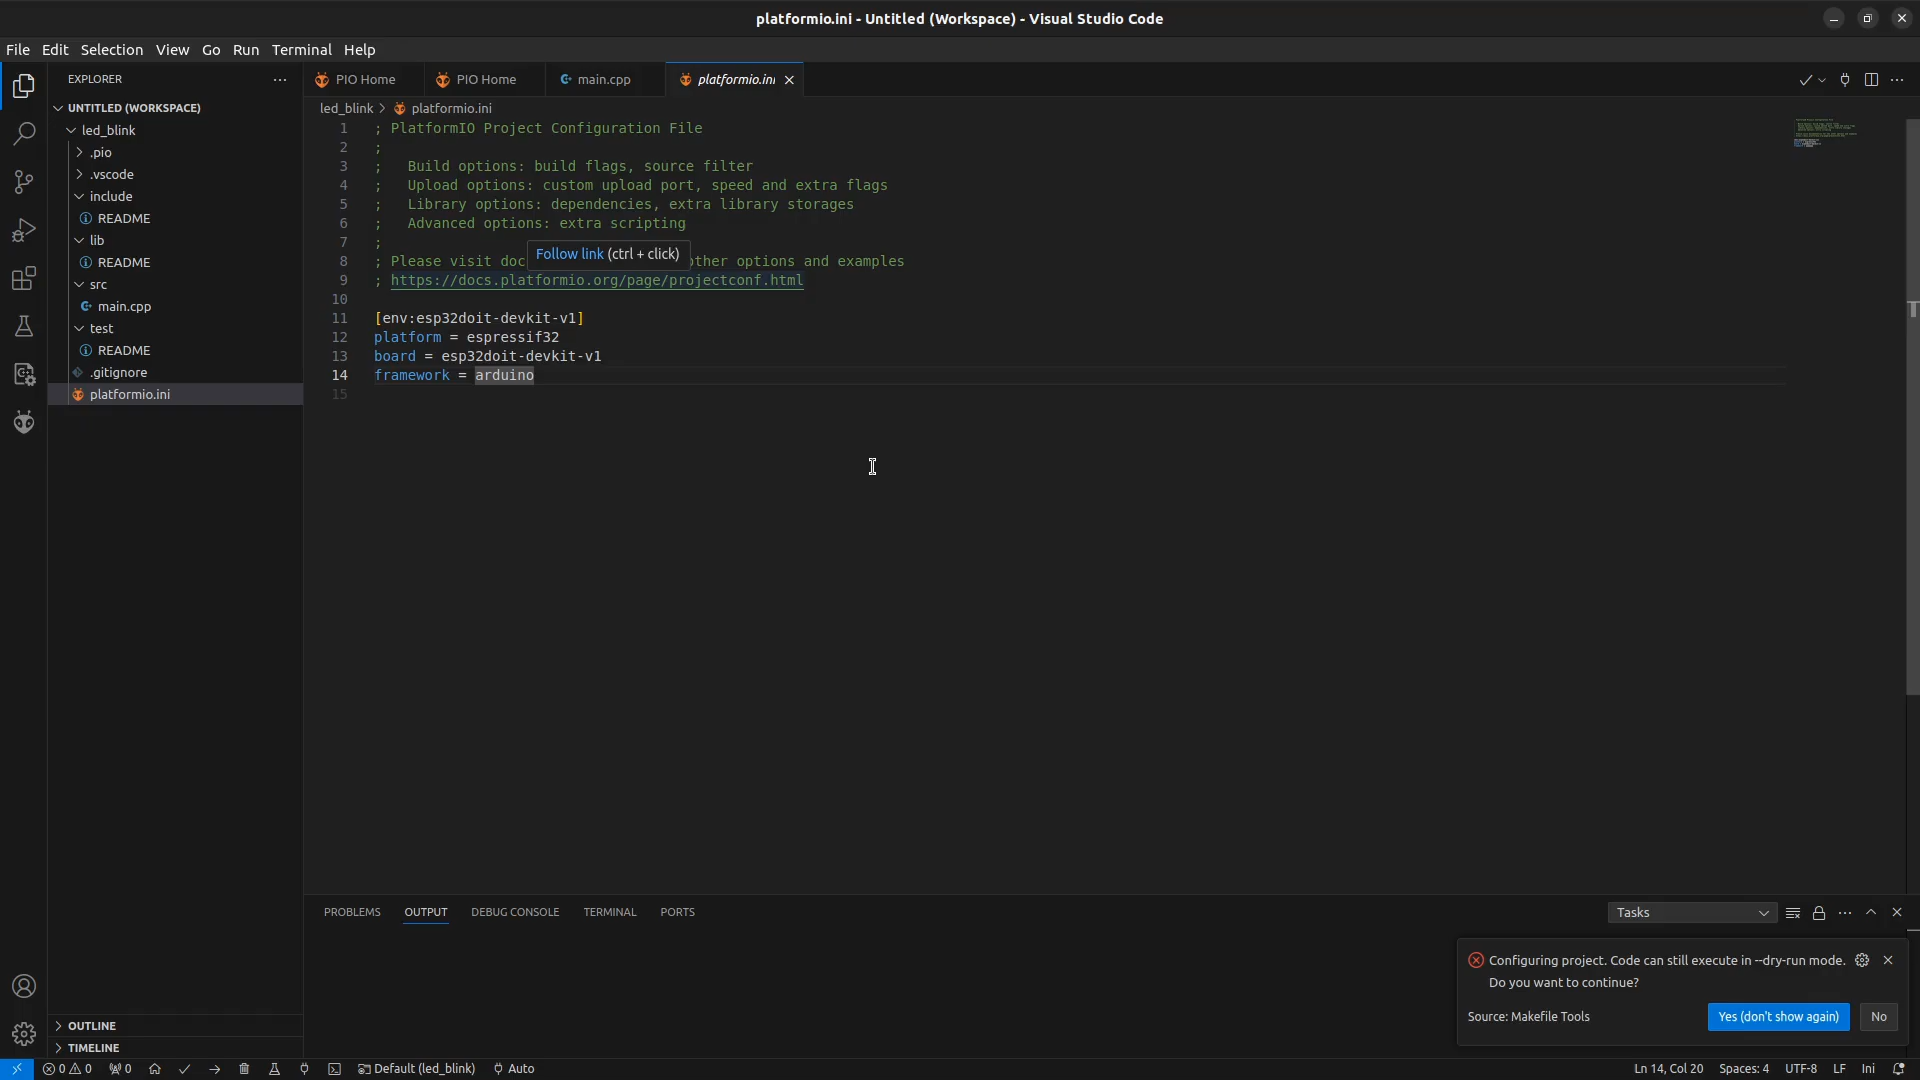 platformio.ini - Untitled (Workspace) - Visual Studio Code
File Edit Selection View Go Run Terminal Help
EXPLORER
UNTITLED (WORKSPACE)
led_blink
.pio
.vscode
include
README
lib
README
src
main.cpp
test
README
.gitignore
platformio.ini
OUTLINE
TIMELINE
PIO Home PIO Home main.cpp platformio.ini
led_blink > platformio.ini
1 ; PlatformIO Project Configuration File
2 ;
3 ;   Build options: build flags, source filter
4 ;   Upload options: custom upload port, speed and extra flags
5 ;   Library options: dependencies, extra library storages
6 ;   Advanced options: extra scripting
7 ;
Follow link (ctrl + click)
8 ; Please visit doc other options and examples
9 ; https://docs.platformio.org/page/projectconf.html
10
11 [env:esp32doit-devkit-v1]
12 platform = espressif32
13 board = esp32doit-devkit-v1
14 framework = arduino
15
PROBLEMS OUTPUT DEBUG CONSOLE TERMINAL PORTS
Tasks
Configuring project. Code can still execute in --dry-run mode.
Do you want to continue?
Source: Makefile Tools
Yes (don't show again) No
0 0 0 Default (led_blink) Auto
Ln 14, Col 20 Spaces: 4 UTF-8 LF Ini